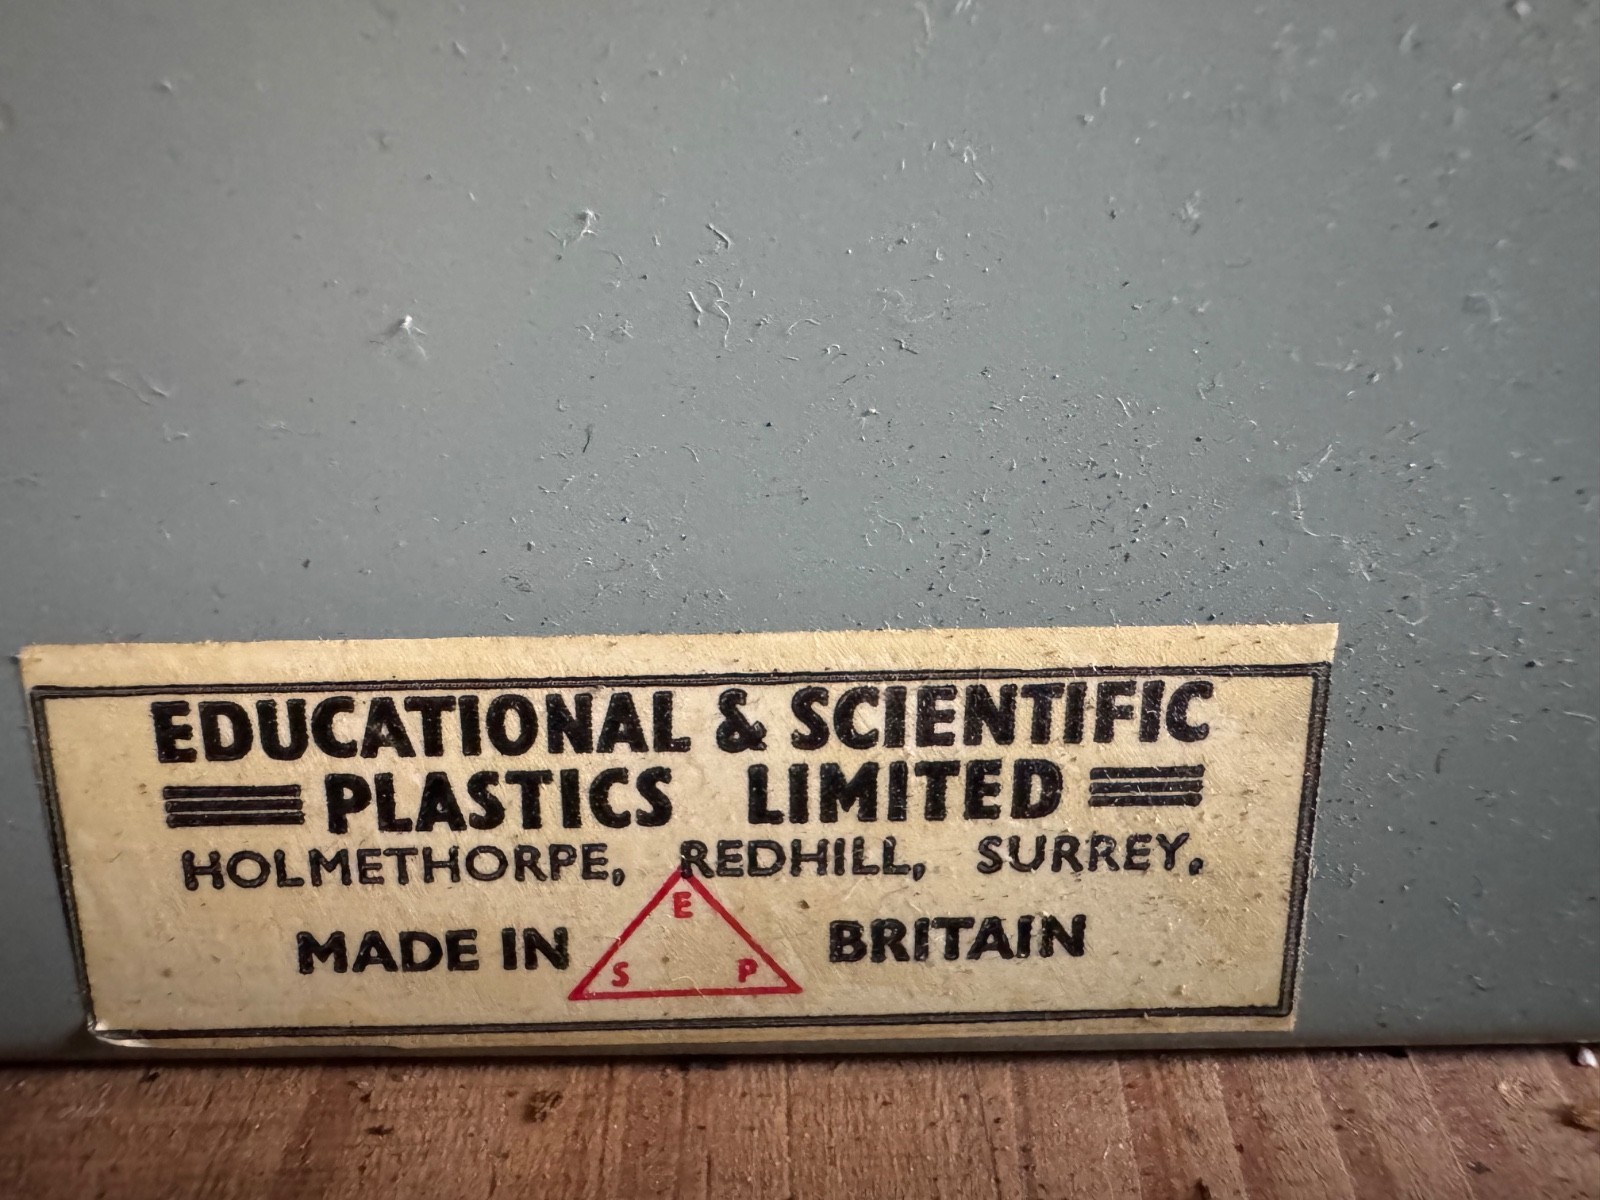 EDUCATIONAL & SCIENTIFIC
PLASTICS LIMITED
HOLMETHORPE, REDHILL, SURREY.
MADE IN BRITAIN
E
S P